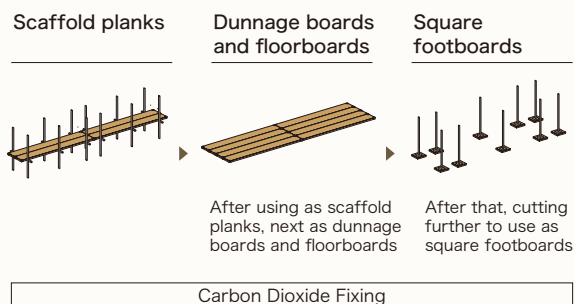 Scaffold planks
Dunnage boards
and floorboards
Square
footboards
After using as scaffold
planks, next as dunnage
boards and floorboards
After that, cutting
further to use as
square footboards
Carbon Dioxide Fixing